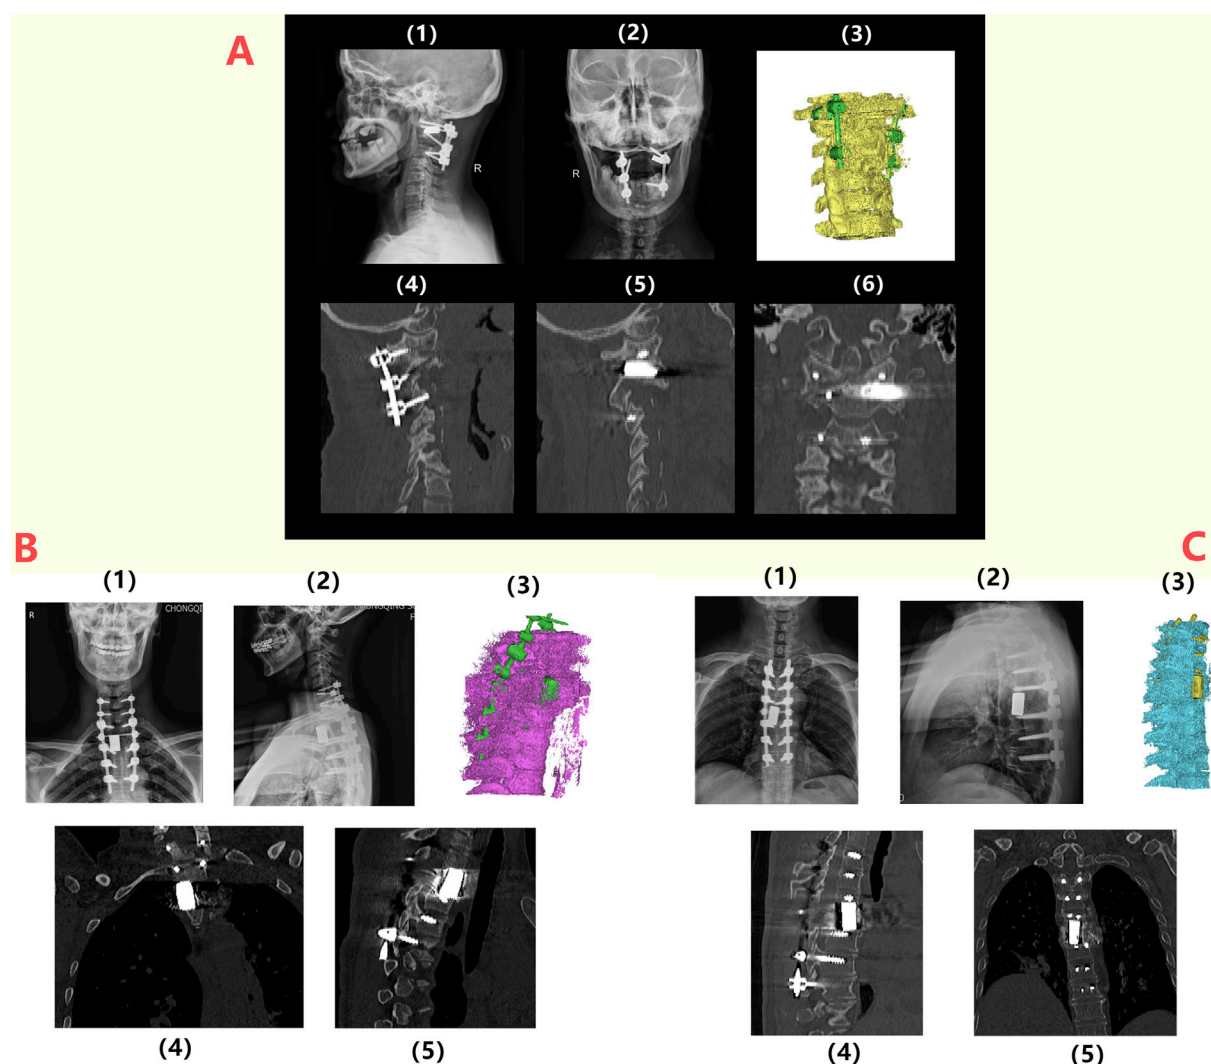 A
(1) (2) (3)
R
R
(4) (5) (6)
B
C
(1) (2) (3)
(1) (2) (3)
R
CHONGQI
(4) (5)
(4) (5)